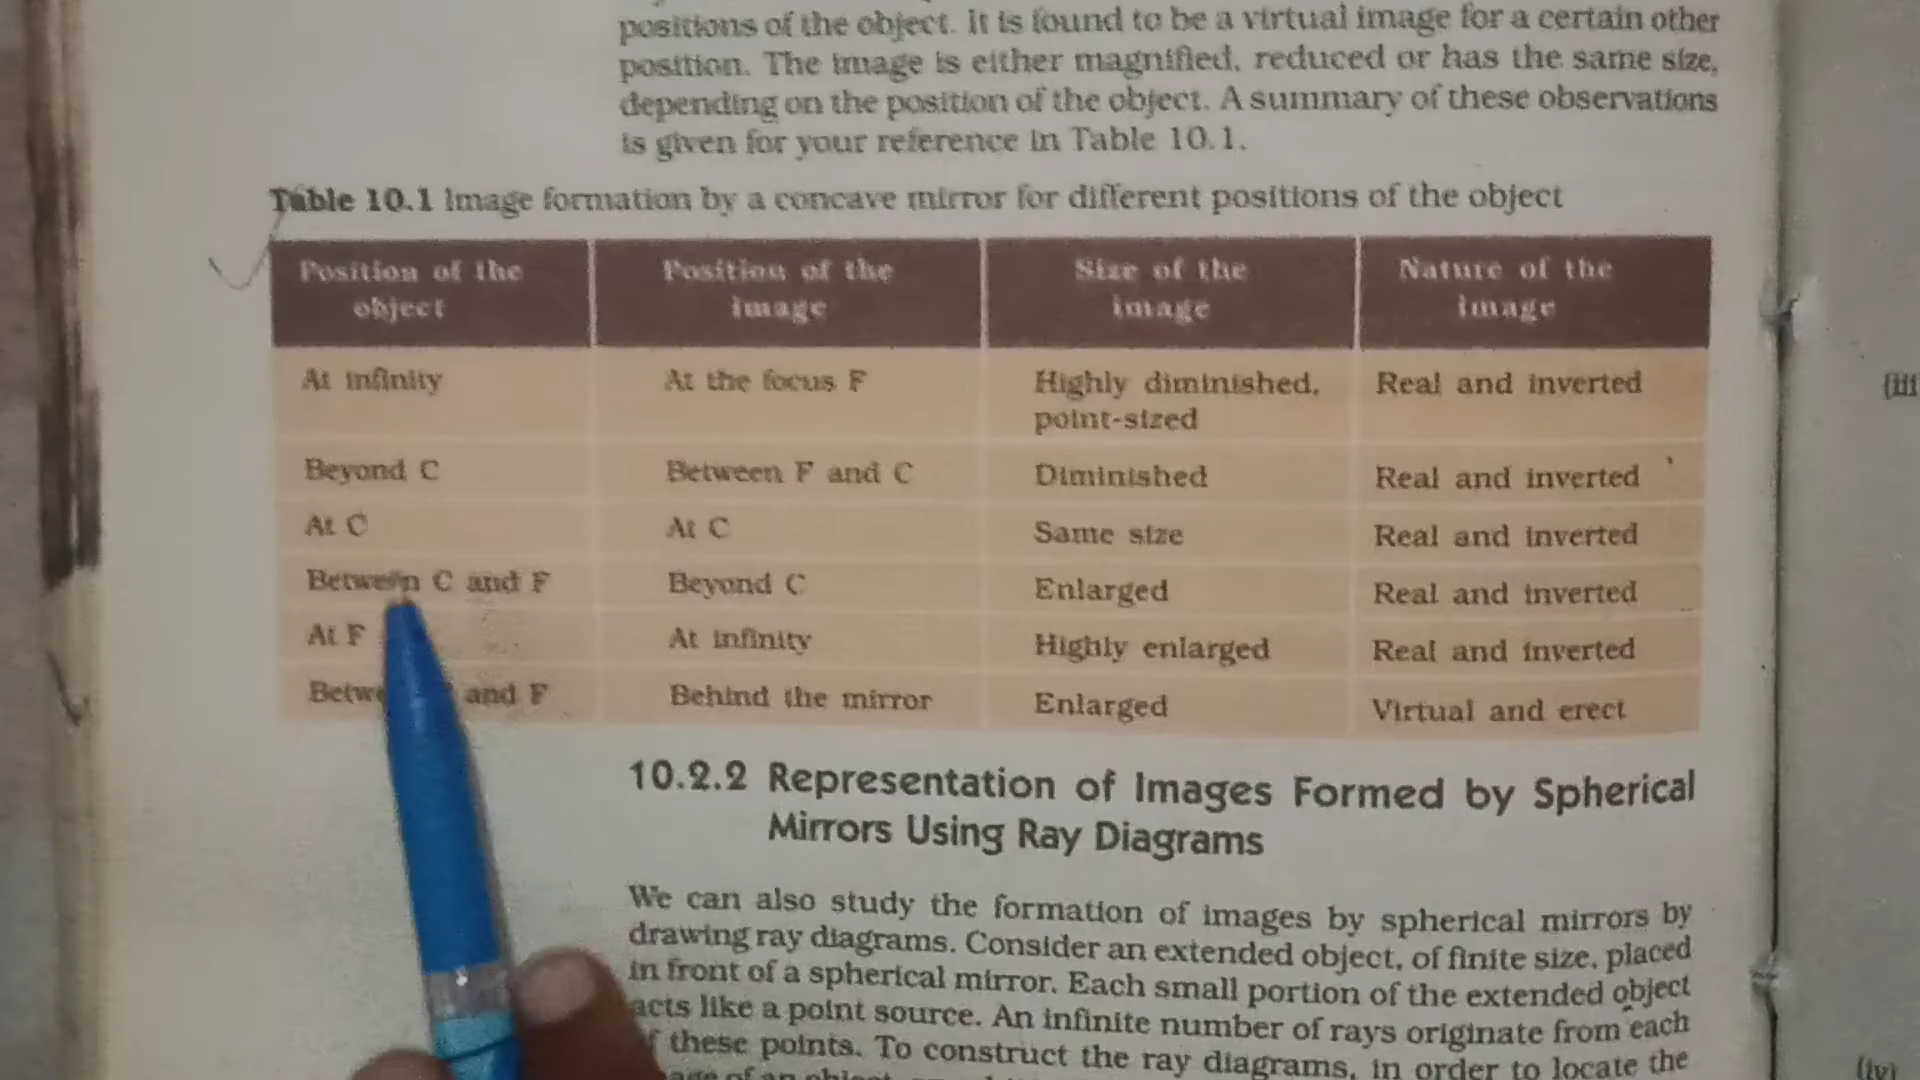 positions of the object. It is found to be a virtual image for a certain other
position. The image is either magnified, reduced or has the same size,
depending on the position of the object. A summary of these observations
is given for your reference in Table 10.1.
Table 10.1 Image formation by a concave mirror for different positions of the object
Position of the object Position of the image Size of the image Nature of the image
At infinity At the focus F Highly diminished, point-sized Real and inverted
Beyond C Between F and C Diminished Real and inverted
At C At C Same size Real and inverted
Between C and F Beyond C Enlarged Real and inverted
At F At infinity Highly enlarged Real and inverted
and F Behind the mirror Enlarged Virtual and erect
10.2.2 Representation of Images Formed by Spherical
Mirrors Using Ray Diagrams
We can also study the formation of images by spherical mirrors by
drawing ray diagrams. Consider an extended object, of finite size, placed
in front of a spherical mirror. Each small portion of the extended object
acts like a point source. An infinite number of rays originate from each
these points. To construct the ray diagrams, in order to locate the
(iii
(iv)